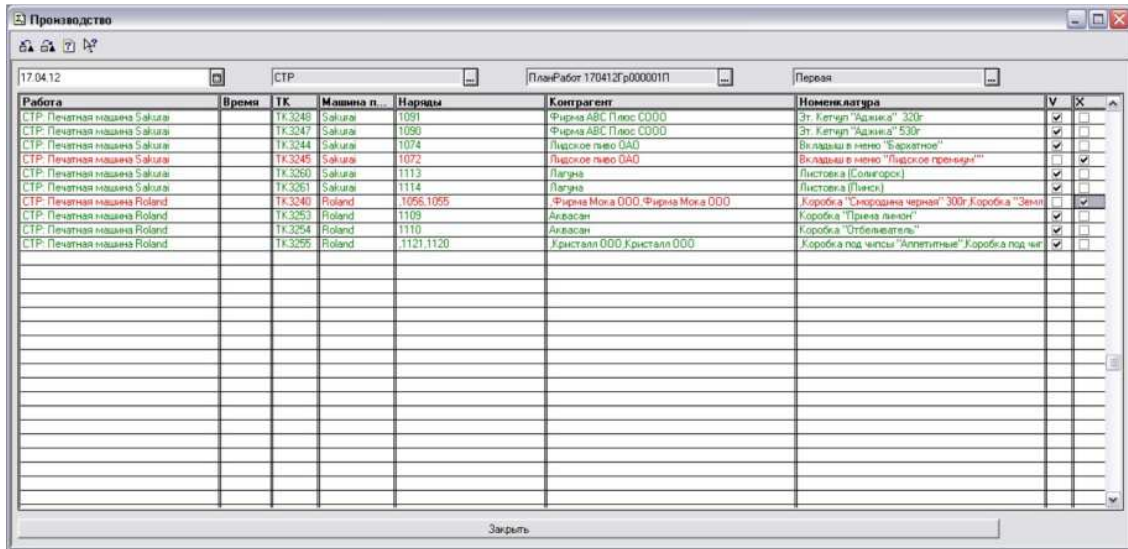 Производство
17.04.12 СТР ПланРабот 170412Гр000001П Первая
Работа Время ТК Машина п... Наряды Контрагент Номенклатура V X
СТР: Печатная машина Sakurai ТК3248 Sakurai 1091 Фирма АВС Плюс СООО Эт. Кетчуп "Аджика" 320г
СТР: Печатная машина Sakurai ТК3247 Sakurai 1090 Фирма АВС Плюс СООО Эт. Кетчуп "Аджика" 530г
СТР: Печатная машина Sakurai ТК3244 Sakurai 1074 Лидское пиво ОАО Вкладыш в меню "Бархатное"
СТР: Печатная машина Sakurai ТК3245 Sakurai 1072 Лидское пиво ОАО Вкладыш в меню "Лидское премиум""
СТР: Печатная машина Sakurai ТК3260 Sakurai 1113 Лагуна Листовка (Солигорск)
СТР: Печатная машина Sakurai ТК3261 Sakurai 1114 Лагуна Листовка (Пинск)
СТР: Печатная машина Roland ТК3240 Roland ,1056,1055 ,Фирма Мока ООО,Фирма Мока ООО ,Коробка "Смородина черная" 300г,Коробка "Земл
СТР: Печатная машина Roland ТК3253 Roland 1109 Аквасан Коробка "Прима лимон"
СТР: Печатная машина Roland ТК3254 Roland 1110 Аквасан Коробка "Отбеливатель"
СТР: Печатная машина Roland ТК3255 Roland ,1121,1120 ,Кристалл ООО,Кристалл ООО ,Коробка под чипсы "Аппетитные",Коробка под чип
Закрыть